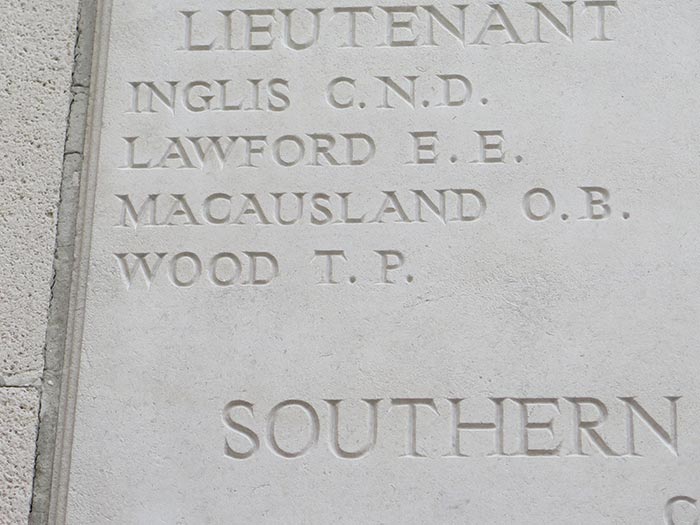 LIEUTENANT
INGLIS C.N.D.
LAWFORD E.E.
MACAUSLAND O.B.
WOOD T.P.
SOUTHERN